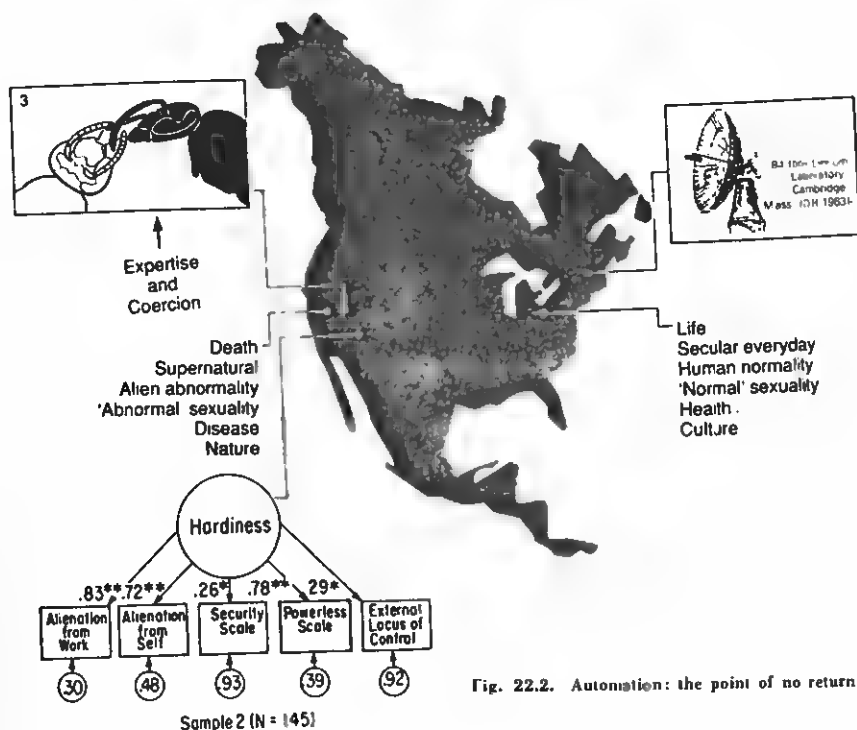 3
Expertise
and
Coercion
Laboratory
Cambridge
Mass.
Death
Supernatural
Alien abnormality
'Abnormal sexuality
Disease
Nature
Life
Secular everyday
Human normality
'Normal' sexuality
Health.
Culture
Hardiness
.83** .72** .26* .78** .29*
Alienation
from
Work
Alienation
from
Self
Security
Scale
Powerless
Scale
External
Locus of
Control
.30 .48 .93 .39 .92
Sample 2 (N = 145)
Fig. 22.2. Automation: the point of no return